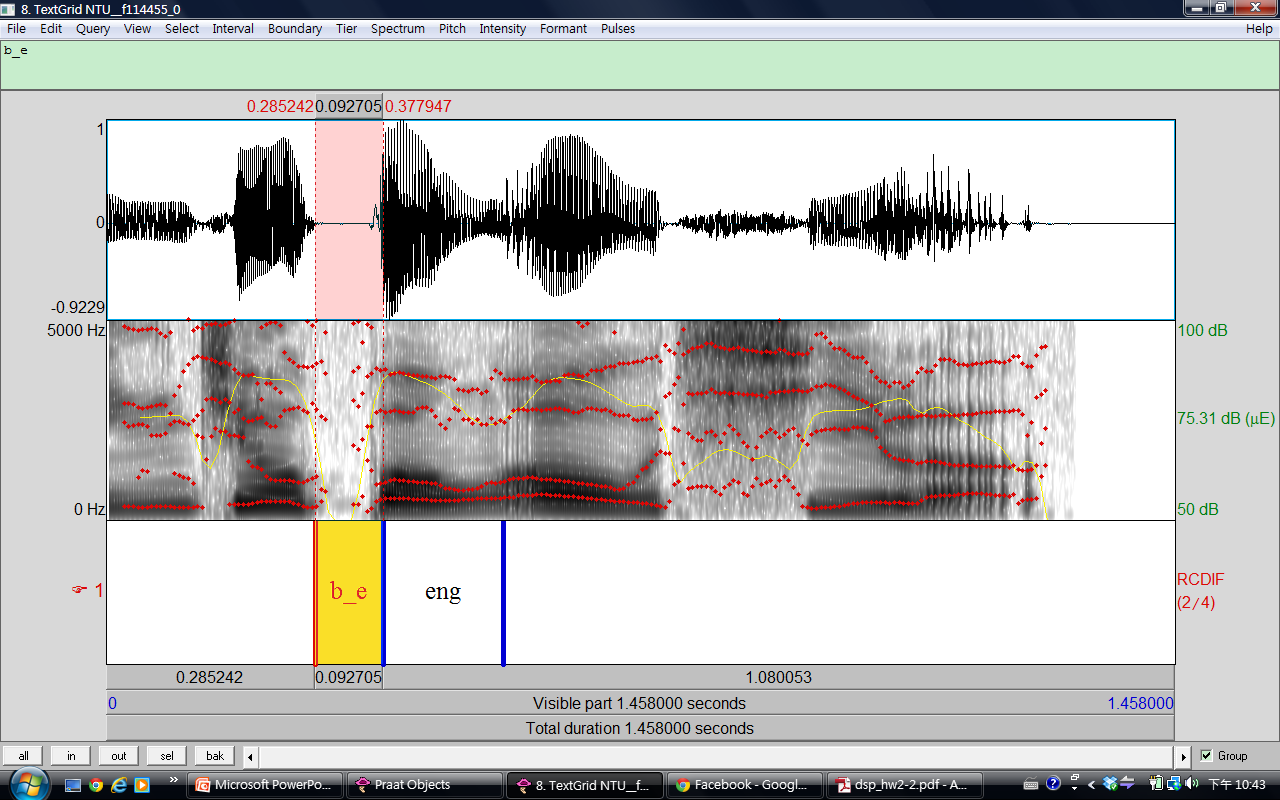 8. TextGrid NTU__f114455_0
File Edit Query View Select Interval Boundary Tier Spectrum Pitch Intensity Formant Pulses Help
b_e
0.285242 0.092705 0.377947
1
0
-0.9229
5000 Hz 100 dB
75.31 dB (µE)
0 Hz 50 dB
☞ 1 b_e eng RCDIF
(2/4)
0.285242 0.092705 1.080053
0 Visible part 1.458000 seconds 1.458000
Total duration 1.458000 seconds
all in out sel bak Group
Microsoft PowerPo... Praat Objects 8. TextGrid NTU__f... Facebook - Googl... dsp_hw2-2.pdf - A... 下午 10:43